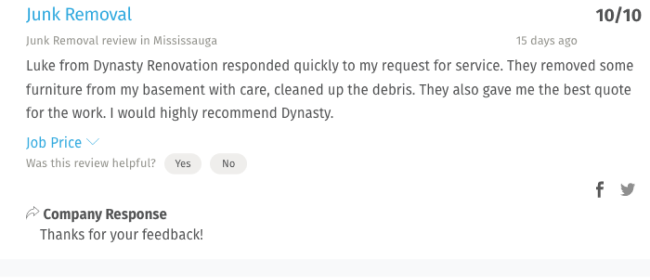 Junk Removal
10/10
Junk Removal review in Mississauga
15 days ago
Luke from Dynasty Renovation responded quickly to my request for service. They removed some
furniture from my basement with care, cleaned up the debris. They also gave me the best quote
for the work. I would highly recommend Dynasty.
Job Price
Was this review helpful? Yes No
Company Response
Thanks for your feedback!